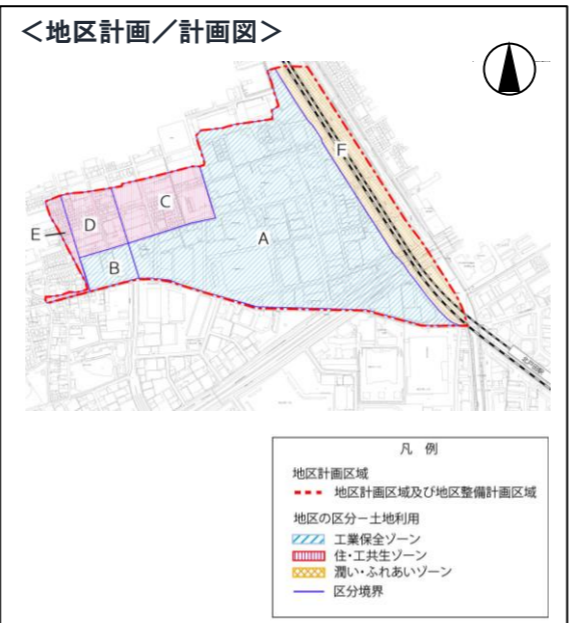 ＜地区計画／計画図＞
F
C
D
E
A
B
凡 例
地区計画区域
地区計画区域及び地区整備計画区域
地区の区分－土地利用
工業保全ゾーン
住・工共生ゾーン
潤い・ふれあいゾーン
区分境界